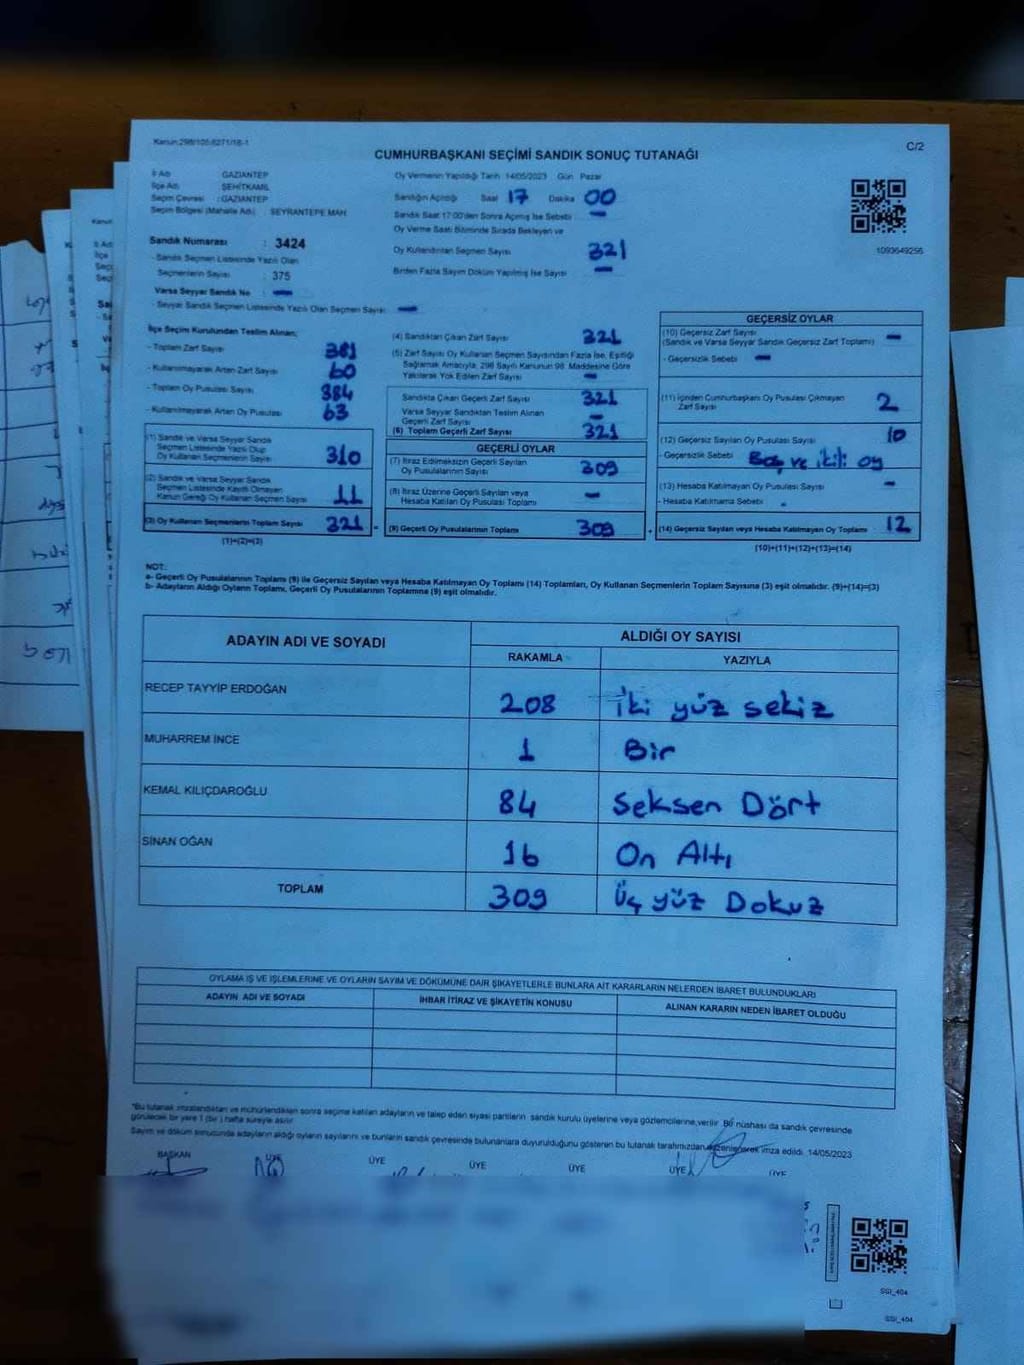 Kanun:298/105-6271/18-1
C/2
CUMHURBAŞKANI SEÇİMİ SANDIK SONUÇ TUTANAĞI
İl Adı GAZİANTEP
İlçe Adı ŞEHİTKAMİL
Seçim Çevresi : GAZİANTEP
Seçim Bölgesi (Mahalle Adı) SEYRANTEPE MAH.
Sandık Numarası : 3424
- Sandık Seçmen Listesinde Yazılı Olan
Seçmenlerin Sayısı : 375
Varsa Seyyar Sandık No : —
- Seyyar Sandık Seçmen Listesinde Yazılı Olan Seçmen Sayısı : —
Oy Vermenin Yapıldığı Tarih 14/05/2023 Gün Pazar
Sandığın Açıldığı Saat 17 Dakika 00
Sandık Saat 17:00'den Sonra Açılmış İse Sebebi —
Oy Verme Saati Bitiminde Sırada Bekleyen ve
Oy Kullandırılan Seçmen Sayısı 321
Birden Fazla Sayım Döküm Yapılmış İse Sayısı —
1093649256
İlçe Seçim Kurulundan Teslim Alınan;
- Toplam Zarf Sayısı 381
- Kullanılmayarak Artan Zarf Sayısı 60
- Toplam Oy Pusulası Sayısı 384
- Kullanılmayarak Artan Oy Pusulası 63
(1) Sandık ve Varsa Seyyar Sandık
Seçmen Listesinde Yazılı Olup
Oy Kullanan Seçmenlerin Sayısı 310
(2) Sandık ve Varsa Seyyar Sandık
Seçmen Listesinde Kayıtlı Olmayan
Kanun Gereği Oy Kullanan Seçmen Sayısı 11
(3) Oy Kullanan Seçmenlerin Toplam Sayısı 321 =
(1)+(2)=(3)
(4) Sandıktan Çıkan Zarf Sayısı 321
(5) Zarf Sayısı Oy Kullanan Seçmen Sayısından Fazla İse, Eşitliği
Sağlamak Amacıyla; 298 Sayılı Kanunun 98. Maddesine Göre
Yakılarak Yok Edilen Zarf Sayısı —
Sandıkta Çıkan Geçerli Zarf Sayısı 321
Varsa Seyyar Sandıktan Teslim Alınan
Geçerli Zarf Sayısı —
(6) Toplam Geçerli Zarf Sayısı 321
GEÇERLİ OYLAR
(7) İtiraz Edilmeksizin Geçerli Sayılan
Oy Pusulalarının Sayısı 309
(8) İtiraz Üzerine Geçerli Sayılan veya
Hesaba Katılan Oy Pusulası Toplamı —
(9) Geçerli Oy Pusulalarının Toplamı 309 +
GEÇERSİZ OYLAR
(10) Geçersiz Zarf Sayısı —
(Sandık ve Varsa Seyyar Sandık Geçersiz Zarf Toplamı)
- Geçersizlik Sebebi —
(11) İçinden Cumhurbaşkanı Oy Pusulası Çıkmayan
Zarf Sayısı 2
(12) Geçersiz Sayılan Oy Pusulası Sayısı 10
- Geçersizlik Sebebi Boş ve ikili oy
(13) Hesaba Katılmayan Oy Pusulası Sayısı —
- Hesaba Katılmama Sebebi
(14) Geçersiz Sayılan veya Hesaba Katılmayan Oy Toplamı 12
(10)+(11)+(12)+(13)=(14)
NOT:
a- Geçerli Oy Pusulalarının Toplamı (9) ile Geçersiz Sayılan veya Hesaba Katılmayan Oy Toplamı (14) Toplamları, Oy Kullanan Seçmenlerin Toplam Sayısına (3) eşit olmalıdır. (9)+(14)=(3)
b- Adayların Aldığı Oyların Toplamı, Geçerli Oy Pusulalarının Toplamına (9) eşit olmalıdır.
ADAYIN ADI VE SOYADI ALDIĞI OY SAYISI
RAKAMLA YAZIYLA
RECEP TAYYİP ERDOĞAN 208 İki yüz sekiz
MUHARREM İNCE 1 Bir
KEMAL KILIÇDAROĞLU 84 Seksen Dört
SİNAN OĞAN 16 On Altı
TOPLAM 309 Üç yüz Dokuz
OYLAMA İŞ VE İŞLEMLERİNE VE OYLARIN SAYIM VE DÖKÜMÜNE DAİR ŞİKAYETLERLE BUNLARA AİT KARARLARIN NELERDEN İBARET BULUNDUKLARI
ADAYIN ADI VE SOYADI İHBAR İTİRAZ VE ŞİKAYETİN KONUSU ALINAN KARARIN NEDEN İBARET OLDUĞU
"Bu tutanak imzalandıktan ve mühürlendikten sonra seçime katılan adayların ve talep eden siyasi partilerin sandık kurulu üyelerine veya gözlemcilerine verilir. Bir nüshası da sandık çevresinde
görülecek bir yere 1 (bir) hafta süreyle asılır.
Sayım ve döküm sonucunda adayların aldığı oyların sayılarını ve bunların sandık çevresinde bulunanlara duyurulduğunu gösteren bu tutanak tarafımızdan düzenlenerek imza edildi. 14/05/2023
BAŞKAN ÜYE ÜYE ÜYE ÜYE ÜYE ÜYE
SSI_404
SSI_404